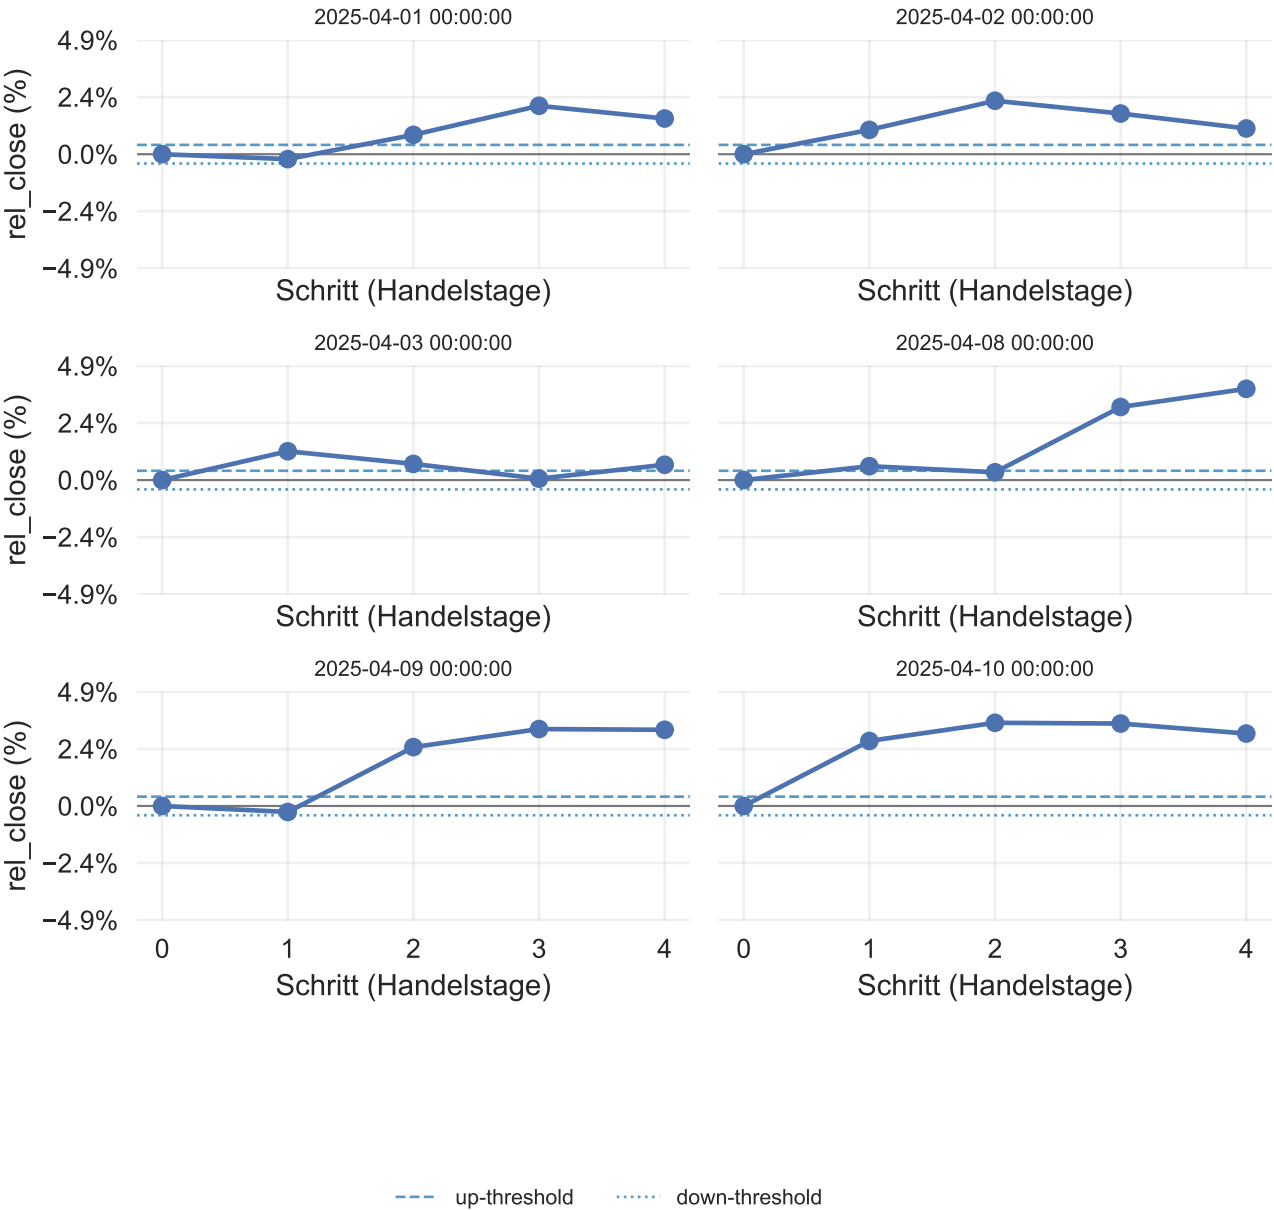 2025-04-01 00:00:00
2025-04-02 00:00:00
rel_close (%)
4.9%
2.4%
0.0%
−2.4%
−4.9%
Schritt (Handelstage)
Schritt (Handelstage)
2025-04-03 00:00:00
2025-04-08 00:00:00
rel_close (%)
4.9%
2.4%
0.0%
−2.4%
−4.9%
Schritt (Handelstage)
Schritt (Handelstage)
2025-04-09 00:00:00
2025-04-10 00:00:00
rel_close (%)
4.9%
2.4%
0.0%
−2.4%
−4.9%
0 1 2 3 4
0 1 2 3 4
Schritt (Handelstage)
Schritt (Handelstage)
up-threshold
down-threshold